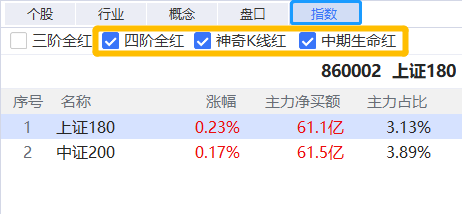 个股 行业 概念 盘口 指数
三阶全红 四阶全红 神奇K线红 中期生命红
860002 上证180
序号 名称 涨幅 主力净买额 主力占比
1 上证180 0.23% 61.1亿 3.13%
2 中证200 0.17% 61.5亿 3.89%